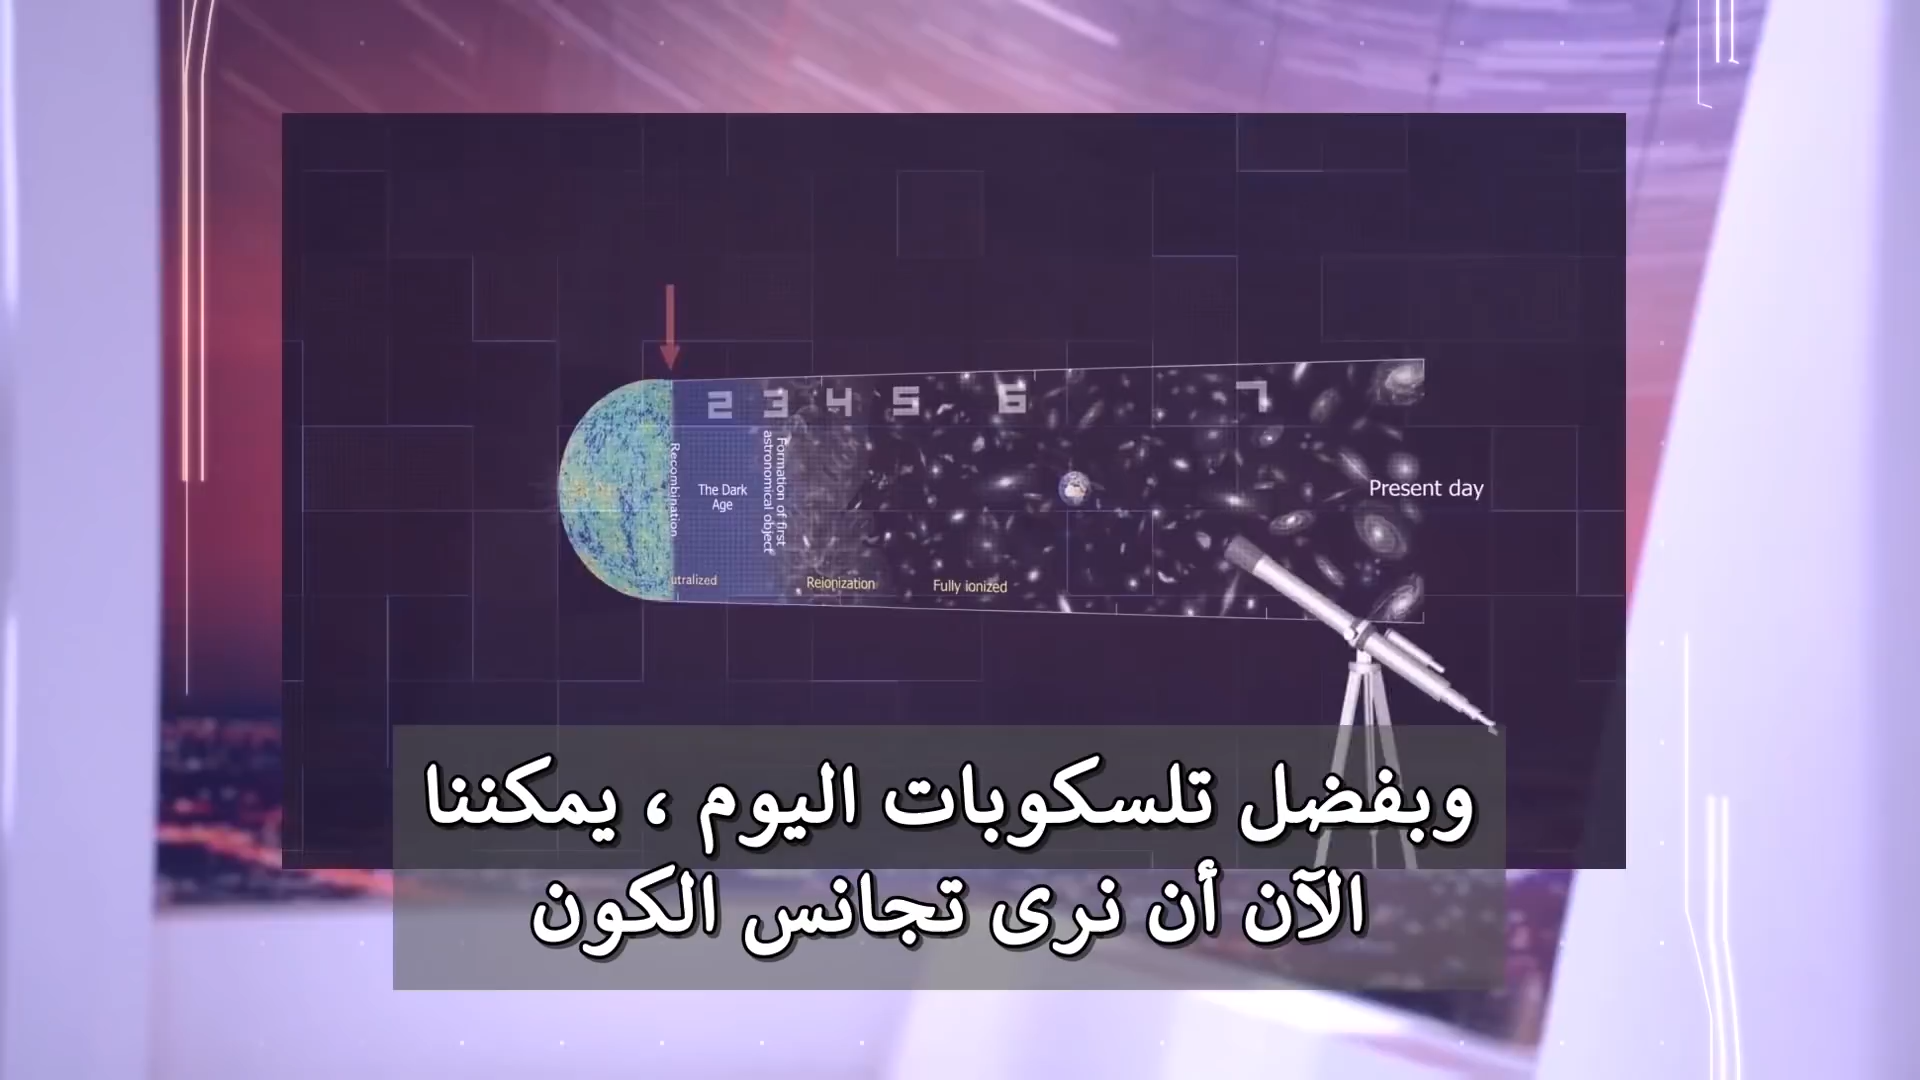 2 3 4 5 6 7
Recombination
The Dark
Age
Formation of first
astronomical object
Present day
utralized
Reionization
Fully ionized
وبفضل تلسكوبات اليوم ، يمكننا
الآن أن نرى تجانس الكون